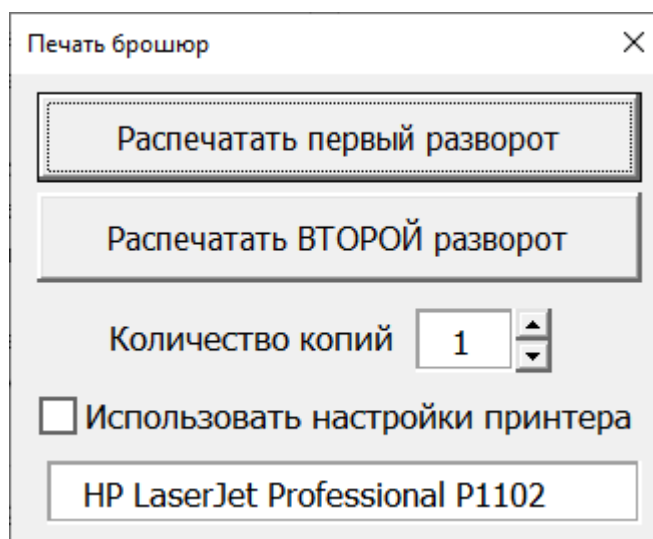 Печать брошюр
Распечатать первый разворот
Распечатать ВТОРОЙ разворот
Количество копий 1
Использовать настройки принтера
HP LaserJet Professional P1102